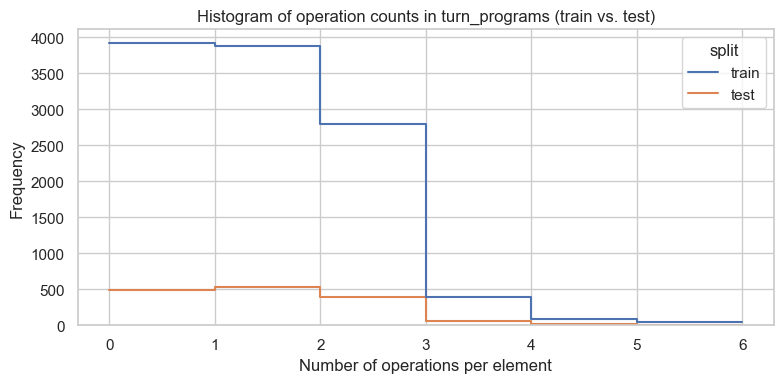 Histogram of operation counts in turn_programs (train vs. test)
Frequency
4000
3500
3000
2500
2000
1500
1000
500
0
split
train
test
0 1 2 3 4 5 6
Number of operations per element